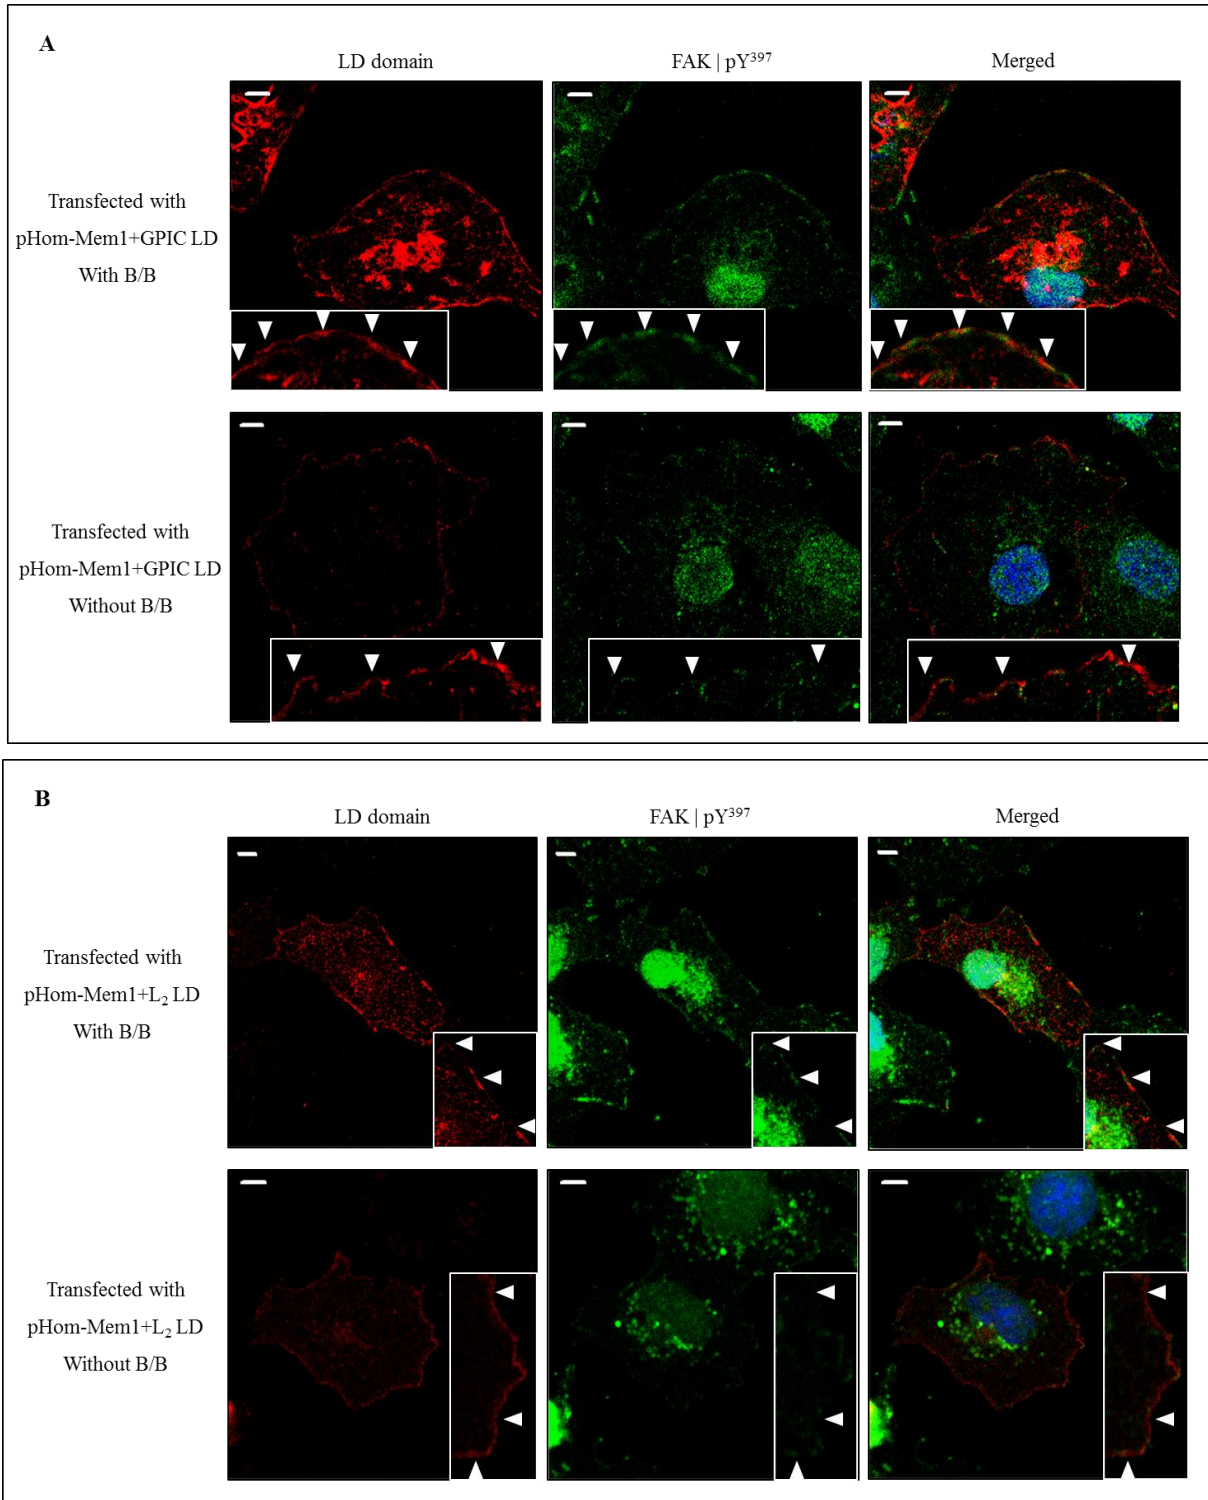 A
LD domain
FAK | pY³⁹⁷
Merged
Transfected with
pHom-Mem1+GPIC LD
With B/B
Transfected with
pHom-Mem1+GPIC LD
Without B/B
B
LD domain
FAK | pY³⁹⁷
Merged
Transfected with
pHom-Mem1+L₂ LD
With B/B
Transfected with
pHom-Mem1+L₂ LD
Without B/B